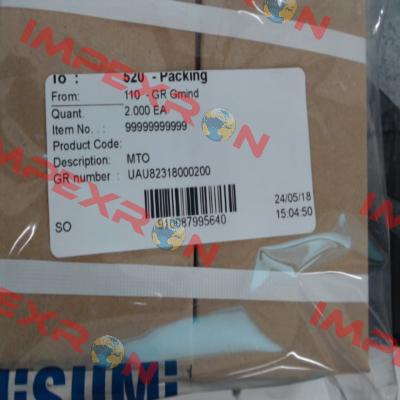 IMPEXRON
To : 520 - Packing
From: 110 - GR Gmind
Quant. 2.000 EA
Item No. . : 99999999999
Product Code:
Description: MTO
GR number : UAU82318000200
24/05/18
15:04:50
SO
910087995640
IMPEXRON
IMPEXRON